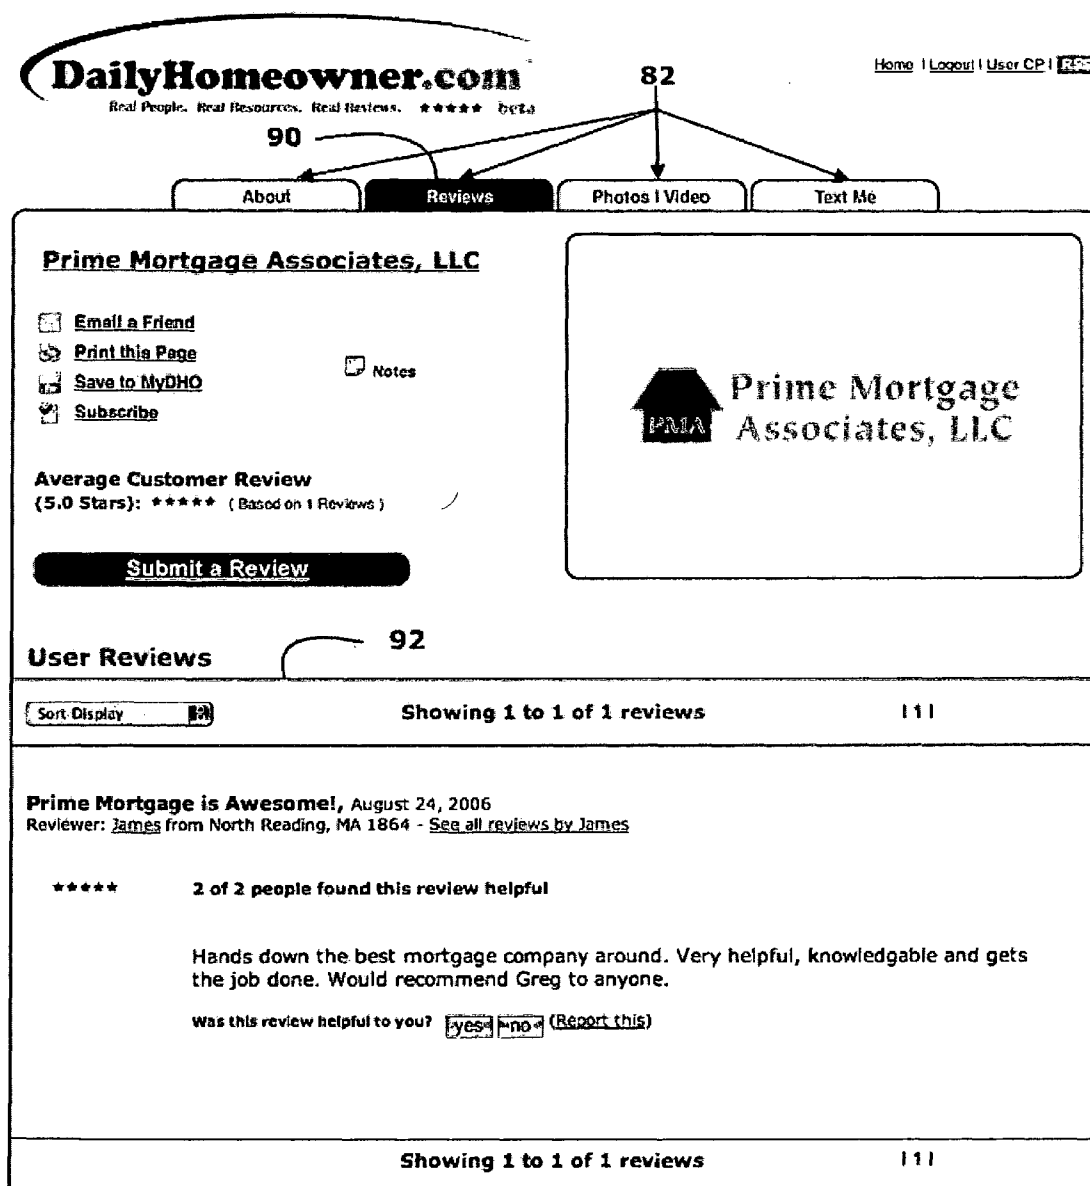 DailyHomeowner.com
Real People. Real Resources. Real Reviews. ★★★★★ beta
82
Home | Logout | User CP | RSS
90
About
Reviews
Photos | Video
Text Me
Prime Mortgage Associates, LLC
Email a Friend
Print this Page
Save to MyDHO
Subscribe
Notes
PMA
Prime Mortgage
Associates, LLC
Average Customer Review
(5.0 Stars): ★★★★★ ( Based on 1 Reviews )
Submit a Review
92
User Reviews
Sort Display
Showing 1 to 1 of 1 reviews
| 1 |
Prime Mortgage is Awesome!, August 24, 2006
Reviewer: James from North Reading, MA 1864 - See all reviews by James
★★★★★ 2 of 2 people found this review helpful
Hands down the best mortgage company around. Very helpful, knowledgable and gets
the job done. Would recommend Greg to anyone.
Was this review helpful to you? yes no (Report this)
Showing 1 to 1 of 1 reviews
| 1 |